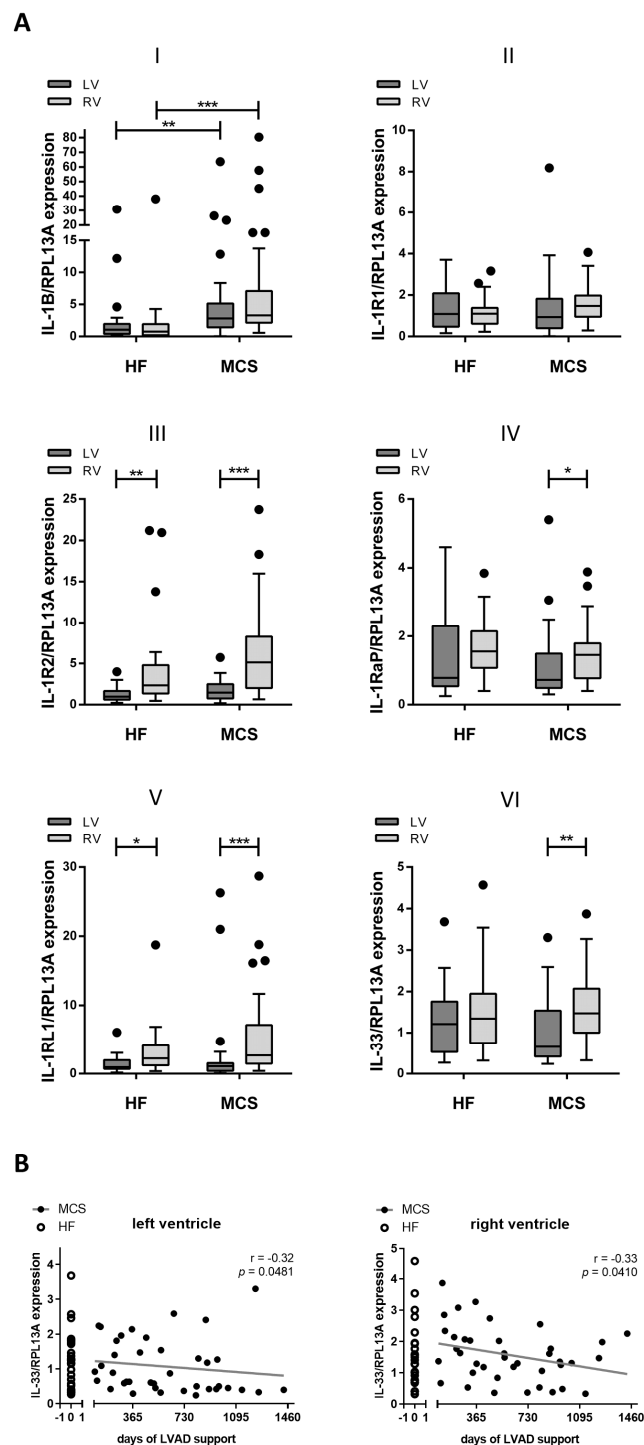 A
I
LV
RV
***
**
80
70
60
50
40
30
20
15
10
5
0
IL-1B/RPL13A expression
HF
MCS
II
LV
RV
10
8
6
4
2
0
IL-1R1/RPL13A expression
HF
MCS
III
LV
RV
**
***
25
20
15
10
5
0
IL-1R2/RPL13A expression
HF
MCS
IV
LV
RV
*
6
4
2
0
IL-1RaP/RPL13A expression
HF
MCS
V
LV
RV
*
***
30
20
10
0
IL-1RL1/RPL13A expression
HF
MCS
VI
LV
RV
**
5
4
3
2
1
0
IL-33/RPL13A expression
HF
MCS
B
MCS
HF
left ventricle
r = -0.32
p = 0.0481
4
3
2
1
0
IL-33/RPL13A expression
-1 0 1 365 730 1095 1460
days of LVAD support
MCS
HF
right ventricle
r = -0.33
p = 0.0410
5
4
3
2
1
0
IL-33/RPL13A expression
-1 0 1 365 730 1095 1460
days of LVAD support